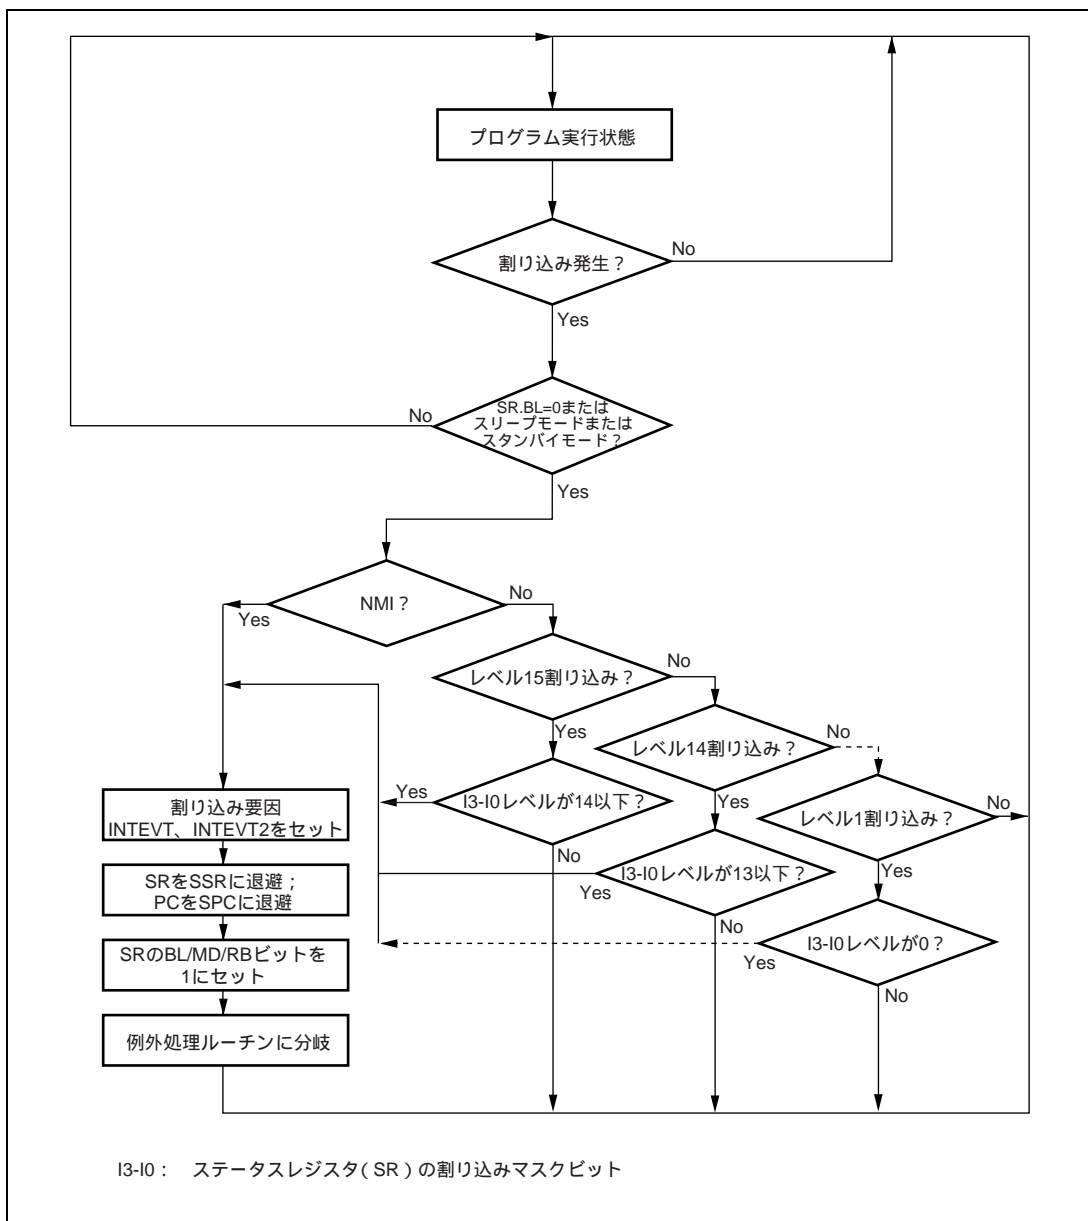 プログラム実行状態
割り込み発生？
No
Yes
SR.BL=0または
スリープモードまたは
スタンバイモード？
No
Yes
NMI？
No
Yes
レベル15割り込み？
No
Yes
レベル14割り込み？
No
Yes
I3-I0レベルが14以下？
Yes
No
レベル1割り込み？
No
Yes
割り込み要因
INTEVT、INTEVT2をセット
I3-I0レベルが13以下？
Yes
No
SRをSSRに退避；
PCをSPCに退避
I3-I0レベルが0？
Yes
No
SRのBL/MD/RBビットを
1にセット
例外処理ルーチンに分岐
I3-I0： ステータスレジスタ（SR）の割り込みマスクビット